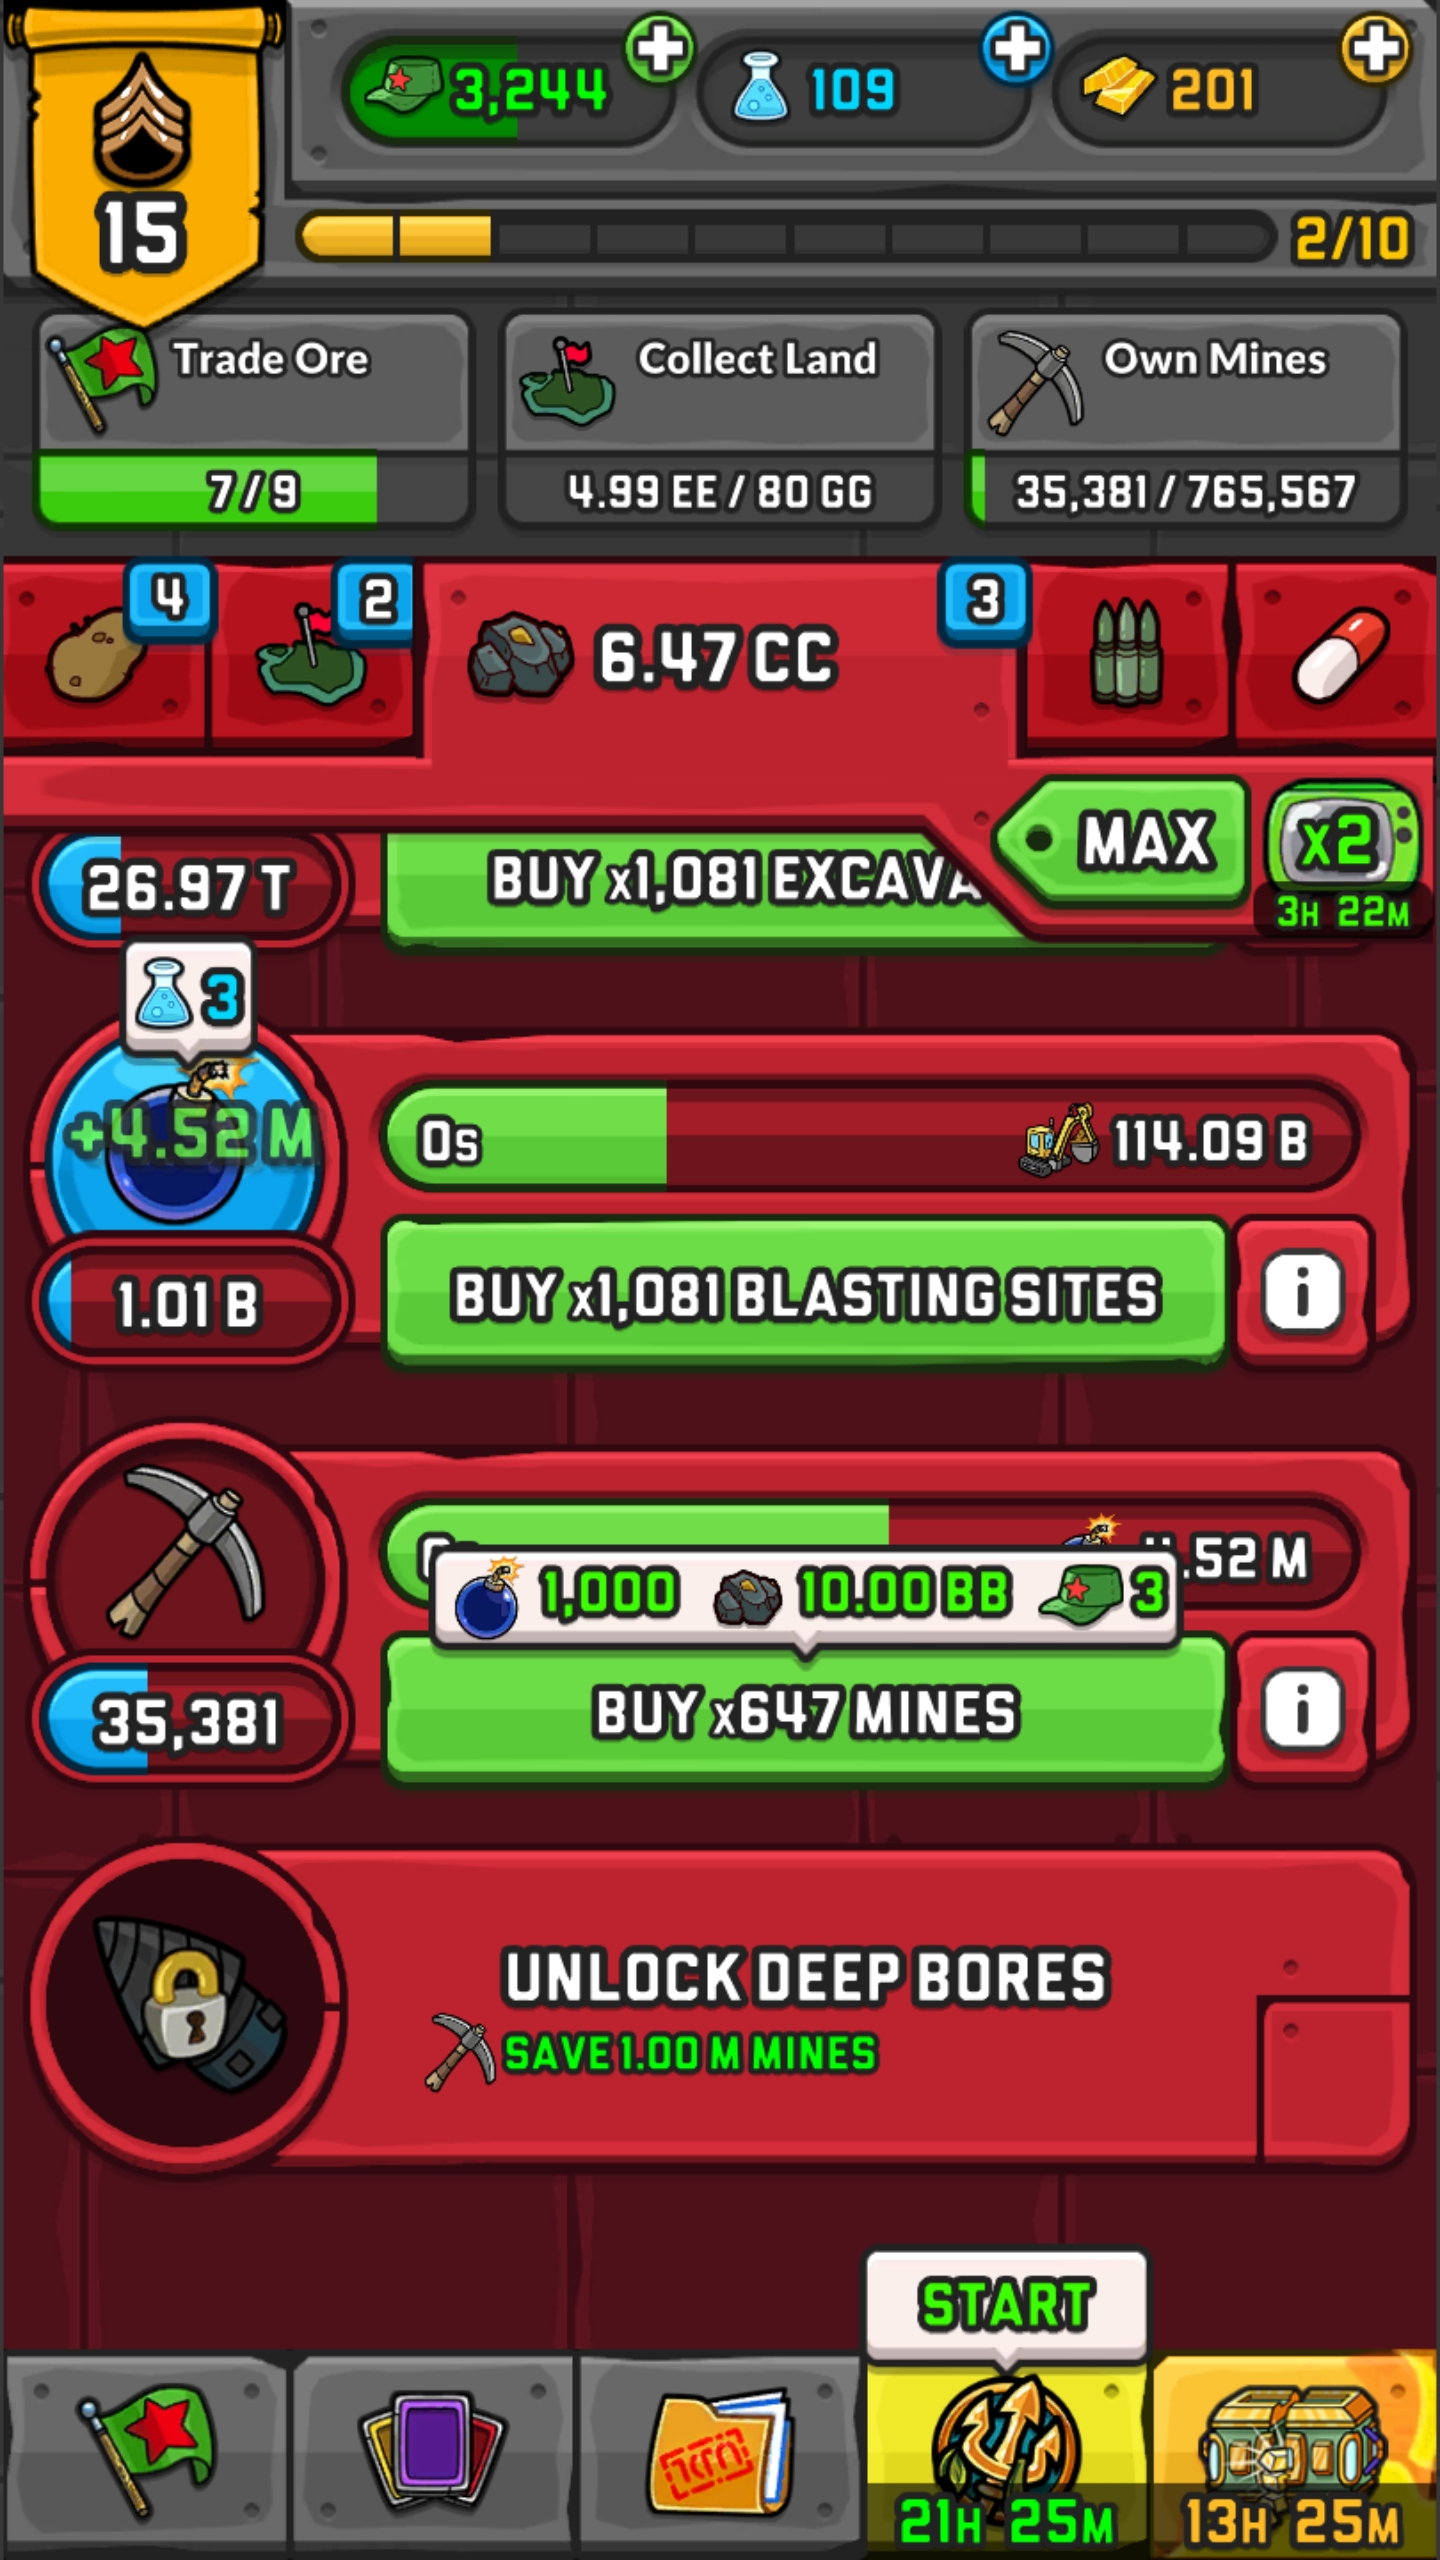 3,244
109
201
15
2/10
Trade Ore
Collect Land
Own Mines
7/9
4.99 EE / 80 GG
35,381 / 765,567
4
2
6.47 CC
3
MAX
x2
3H 22M
26.97 T
BUY x1,081 EXCAVA
3
+4.52 M
0s
114.09 B
1.01 B
BUY x1,081 BLASTING SITES
i
.52 M
1,000
10.00 BB
3
35,381
BUY x647 MINES
i
UNLOCK DEEP BORES
SAVE 1.00 M MINES
START
21H 25M
13H 25M